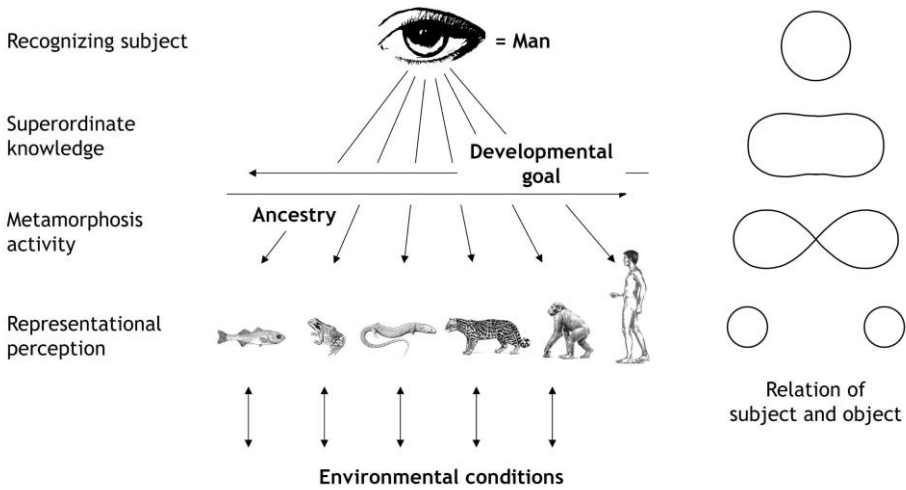 Recognizing subject
= Man
Superordinate
knowledge
Developmental
goal
Ancestry
Metamorphosis
activity
Representational
perception
Relation of
subject and object
Environmental conditions